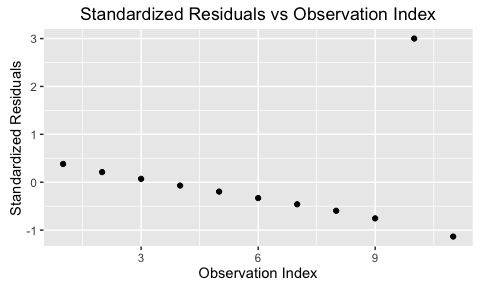 Standardized Residuals vs Observation Index
Standardized Residuals
3
2
1
0
-1
3
6
9
Observation Index